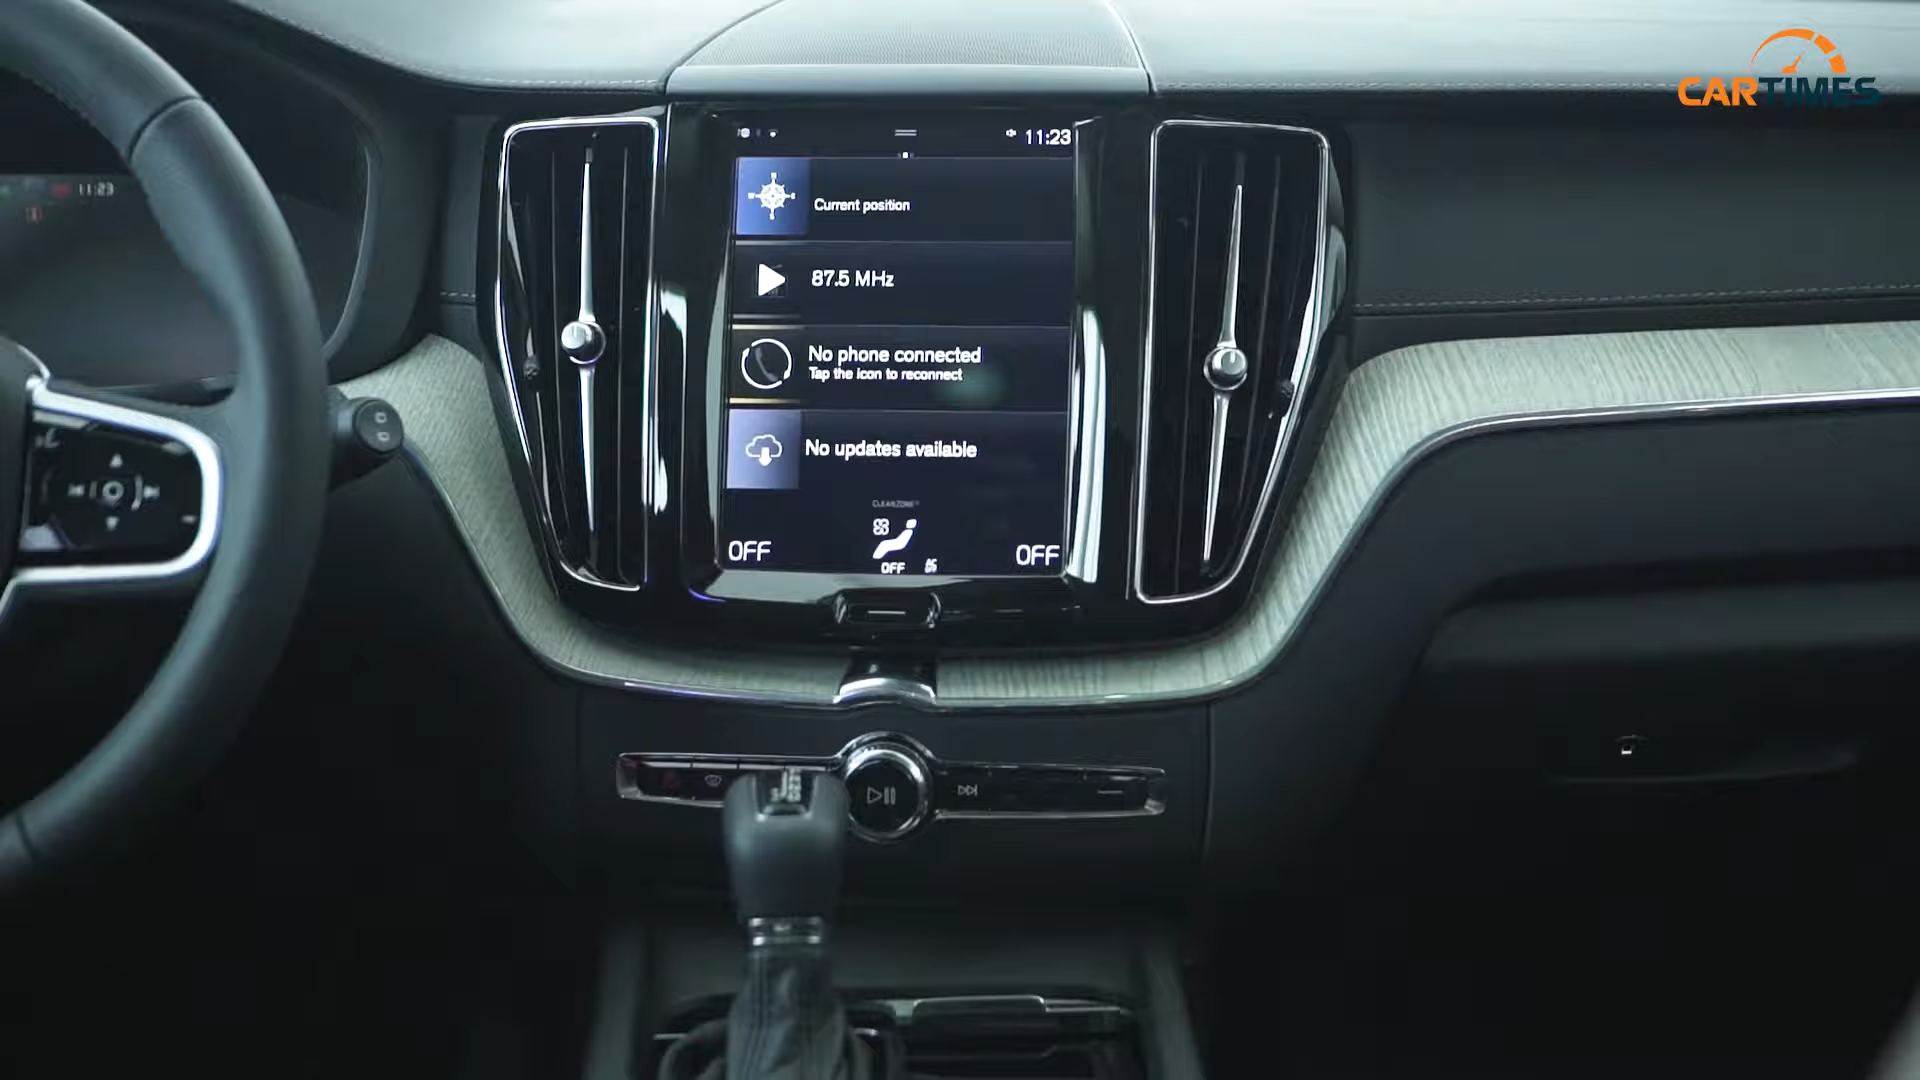 CARTIMES
11:23
11:23
Current position
87.5 MHz
No phone connected
Tap the icon to reconnect
No updates available
CLEANZONE
OFF
OFF
OFF